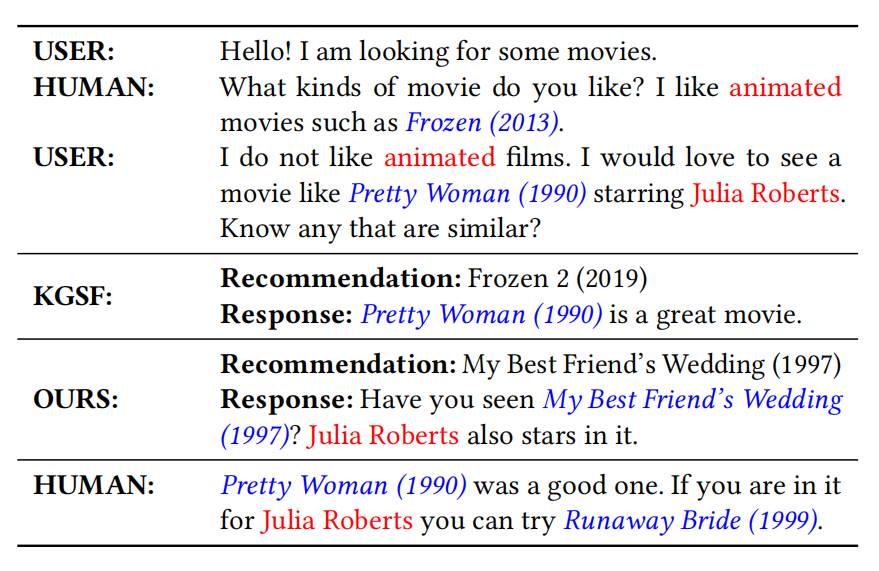 USER: Hello! I am looking for some movies.
HUMAN: What kinds of movie do you like? I like animated
movies such as Frozen (2013).
USER: I do not like animated films. I would love to see a
movie like Pretty Woman (1990) starring Julia Roberts.
Know any that are similar?
KGSF: Recommendation: Frozen 2 (2019)
Response: Pretty Woman (1990) is a great movie.
OURS: Recommendation: My Best Friend's Wedding (1997)
Response: Have you seen My Best Friend's Wedding
(1997)? Julia Roberts also stars in it.
HUMAN: Pretty Woman (1990) was a good one. If you are in it
for Julia Roberts you can try Runaway Bride (1999).